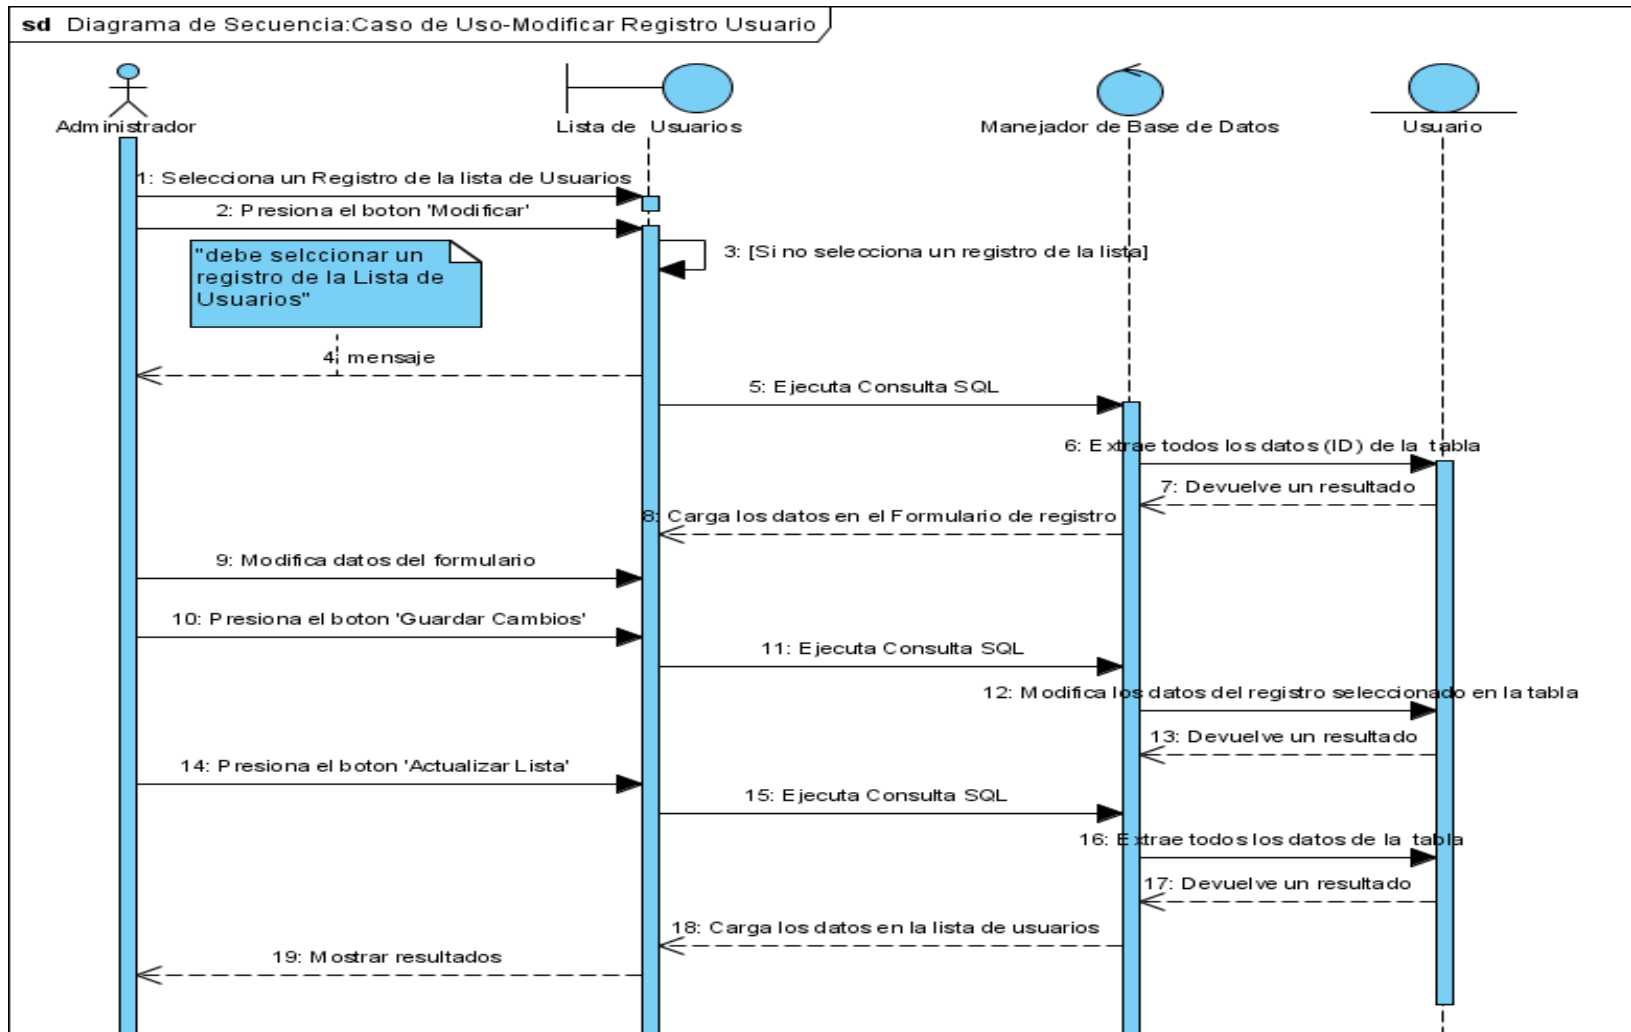 sd Diagrama de Secuencia:Caso de Uso-Modificar Registro Usuario
Administrador
Lista de Usuarios
Manejador de Base de Datos
Usuario
1: Selecciona un Registro de la lista de Usuarios
2: Presiona el boton 'Modificar'
"debe selccionar un
registro de la Lista de
Usuarios"
3: [Si no selecciona un registro de la lista]
4: mensaje
5: Ejecuta Consulta SQL
6: Extrae todos los datos (ID) de la tabla
7: Devuelve un resultado
8: Carga los datos en el Formulario de registro
9: Modifica datos del formulario
10: Presiona el boton 'Guardar Cambios'
11: Ejecuta Consulta SQL
12: Modifica los datos del registro seleccionado en la tabla
13: Devuelve un resultado
14: Presiona el boton 'Actualizar Lista'
15: Ejecuta Consulta SQL
16: Extrae todos los datos de la tabla
17: Devuelve un resultado
18: Carga los datos en la lista de usuarios
19: Mostrar resultados